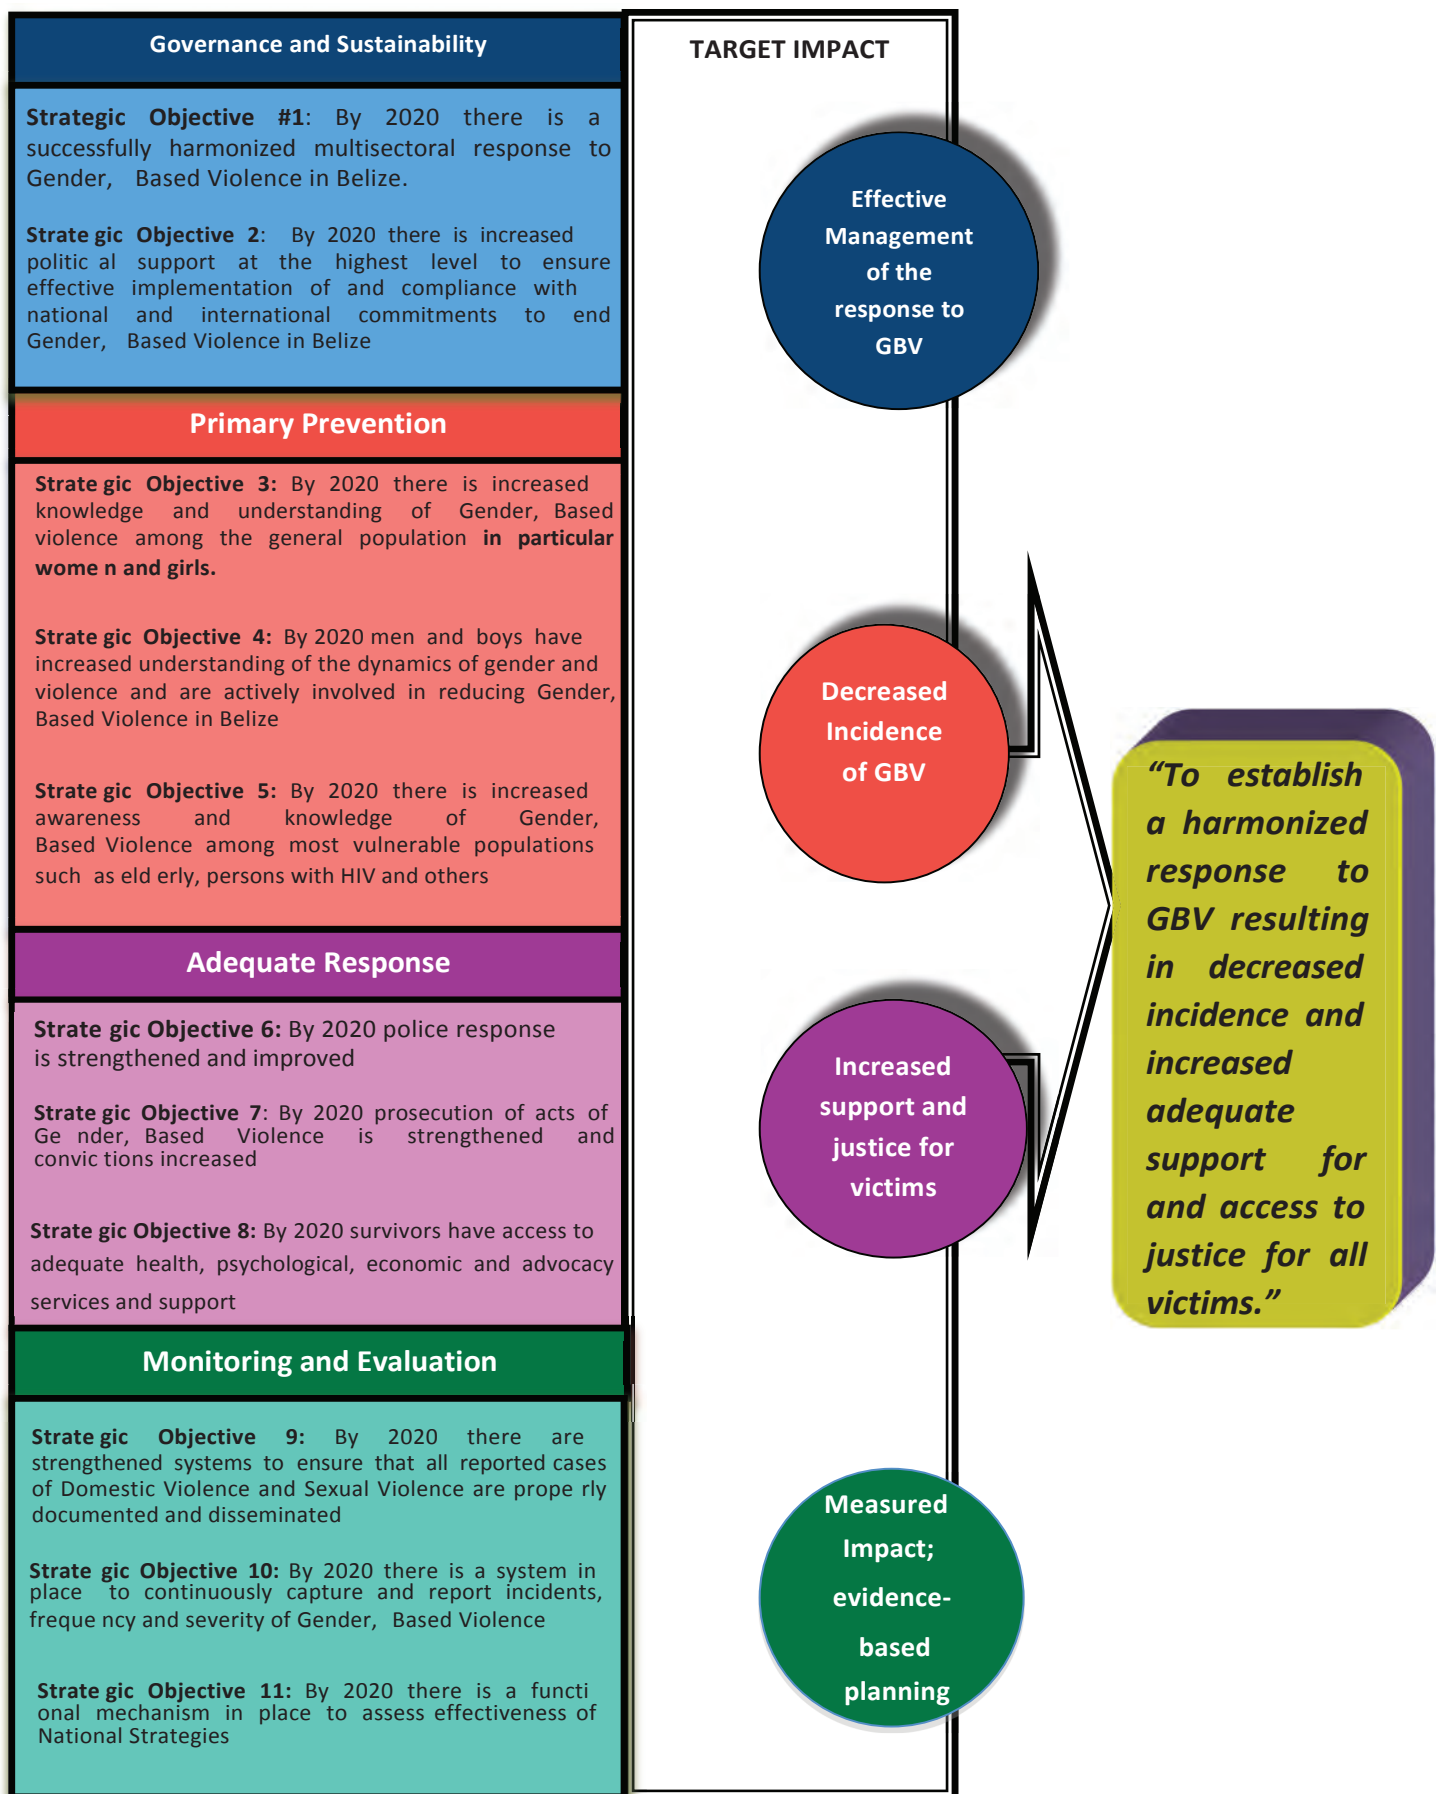 Governance and Sustainability
Strategic Objective #1: By 2020 there is a
successfully harmonized multisectoral response to
Gender, Based Violence in Belize.
Strate gic Objective 2: By 2020 there is increased
politic al support at the highest level to ensure
effective implementation of and compliance with
national and international commitments to end
Gender, Based Violence in Belize
Primary Prevention
Strate gic Objective 3: By 2020 there is increased
knowledge and understanding of Gender, Based
violence among the general population in particular
wome n and girls.
Strate gic Objective 4: By 2020 men and boys have
increased understanding of the dynamics of gender and
violence and are actively involved in reducing Gender,
Based Violence in Belize
Strate gic Objective 5: By 2020 there is increased
awareness and knowledge of Gender,
Based Violence among most vulnerable populations
such as eld erly, persons with HIV and others
Adequate Response
Strate gic Objective 6: By 2020 police response
is strengthened and improved
Strate gic Objective 7: By 2020 prosecution of acts of
Ge nder, Based Violence is strengthened and
convic tions increased
Strate gic Objective 8: By 2020 survivors have access to
adequate health, psychological, economic and advocacy
services and support
Monitoring and Evaluation
Strate gic Objective 9: By 2020 there are
strengthened systems to ensure that all reported cases
of Domestic Violence and Sexual Violence are prope rly
documented and disseminated
Strate gic Objective 10: By 2020 there is a system in
place to continuously capture and report incidents,
freque ncy and severity of Gender, Based Violence
Strate gic Objective 11: By 2020 there is a functi
onal mechanism in place to assess effectiveness of
National Strategies
TARGET IMPACT
Effective
Management
of the
response to
GBV
Decreased
Incidence
of GBV
Increased
support and
justice for
victims
Measured
Impact;
evidence-
based
planning
“To establish
a harmonized
response to
GBV resulting
in decreased
incidence and
increased
adequate
support for
and access to
justice for all
victims.”